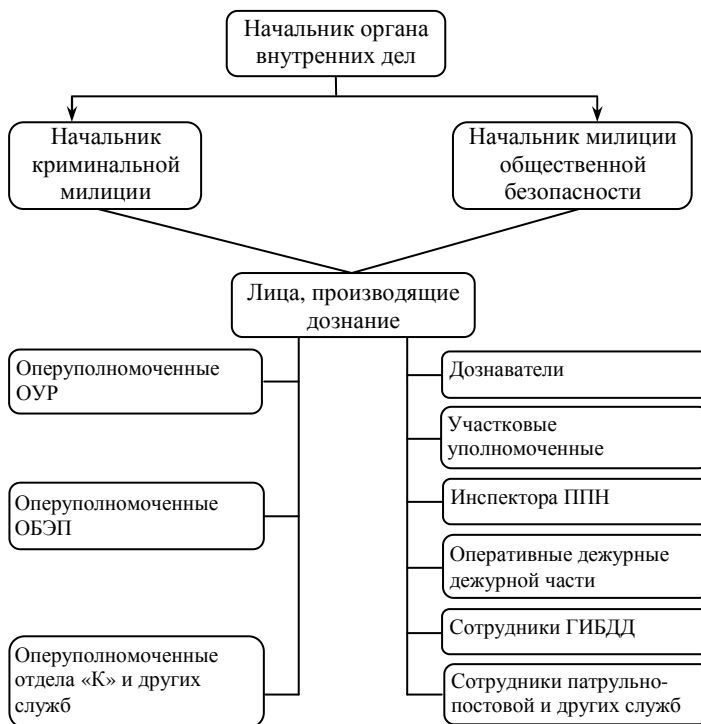 Начальник органа
внутренних дел
Начальник
криминальной
милиции
Начальник милиции
общественной
безопасности
Лица, производящие
дознание
Оперуполномоченные
ОУР
Оперуполномоченные
ОБЭП
Оперуполномоченные
отдела «К» и других
служб
Дознаватели
Участковые
уполномоченные
Инспектора ППН
Оперативные дежурные
дежурной части
Сотрудники ГИБДД
Сотрудники патрульно-
постовой и других служб